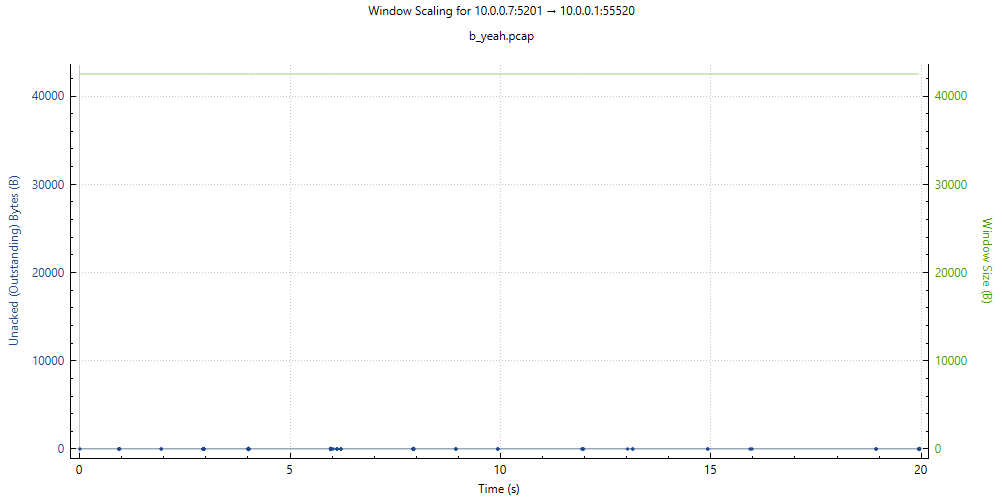 Window Scaling for 10.0.0.7:5201 → 10.0.0.1:55520
b_yeah.pcap
Unacked (Outstanding) Bytes (B)
40000
30000
20000
10000
0
40000
30000
20000
10000
0
Window Size (B)
0 5 10 15 20
Time (s)